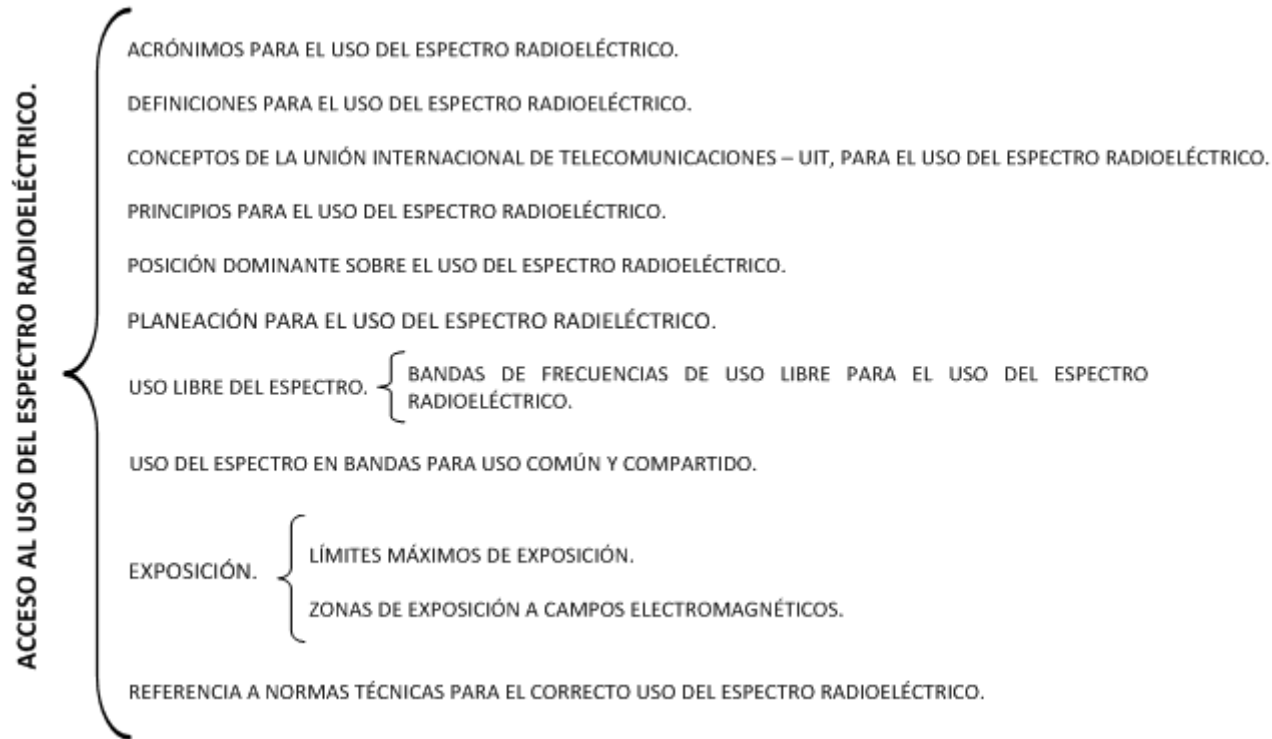 ACCESO AL USO DEL ESPECTRO RADIOELÉCTRICO.
ACRÓNIMOS PARA EL USO DEL ESPECTRO RADIOELÉCTRICO.
DEFINICIONES PARA EL USO DEL ESPECTRO RADIOELÉCTRICO.
CONCEPTOS DE LA UNIÓN INTERNACIONAL DE TELECOMUNICACIONES – UIT, PARA EL USO DEL ESPECTRO RADIOELÉCTRICO.
PRINCIPIOS PARA EL USO DEL ESPECTRO RADIOELÉCTRICO.
POSICIÓN DOMINANTE SOBRE EL USO DEL ESPECTRO RADIOELÉCTRICO.
PLANEACIÓN PARA EL USO DEL ESPECTRO RADIELÉCTRICO.
USO LIBRE DEL ESPECTRO.
BANDAS DE FRECUENCIAS DE USO LIBRE PARA EL USO DEL ESPECTRO
RADIOELÉCTRICO.
USO DEL ESPECTRO EN BANDAS PARA USO COMÚN Y COMPARTIDO.
EXPOSICIÓN.
LÍMITES MÁXIMOS DE EXPOSICIÓN.
ZONAS DE EXPOSICIÓN A CAMPOS ELECTROMAGNÉTICOS.
REFERENCIA A NORMAS TÉCNICAS PARA EL CORRECTO USO DEL ESPECTRO RADIOELÉCTRICO.